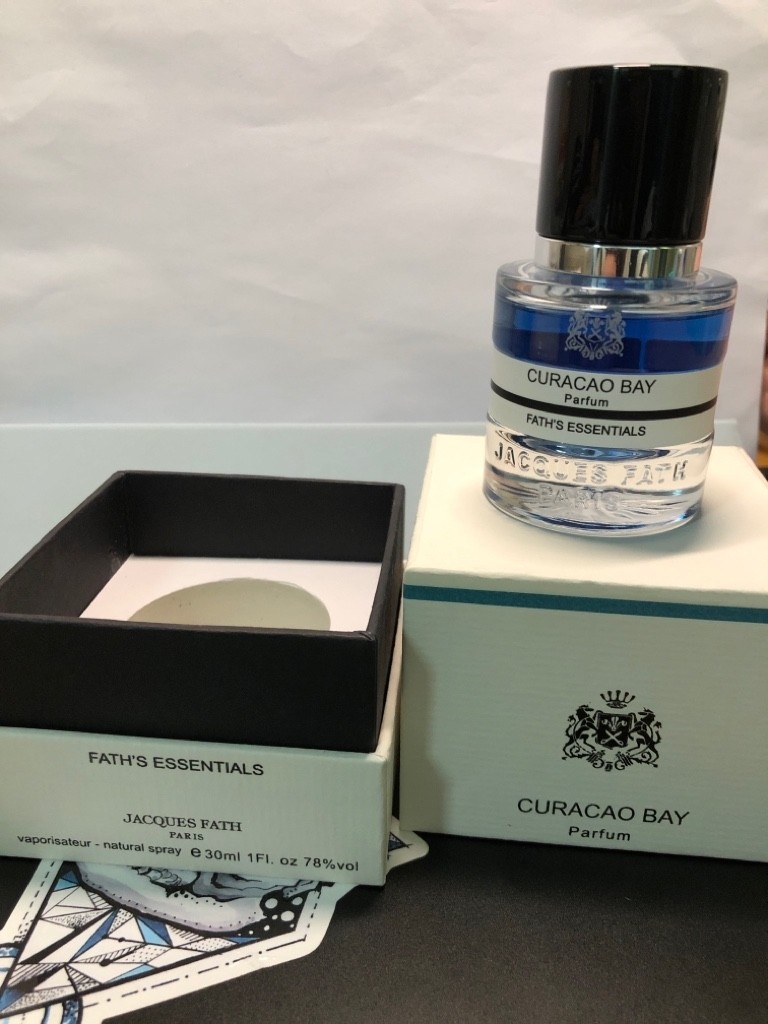 CURACAO BAY
Parfum
FATH'S ESSENTIALS
JACQUES FATH
PARIS
FATH'S ESSENTIALS
JACQUES FATH
PARIS
vaporisateur - natural spray e 30ml 1Fl. oz 78%vol
CURACAO BAY
Parfum